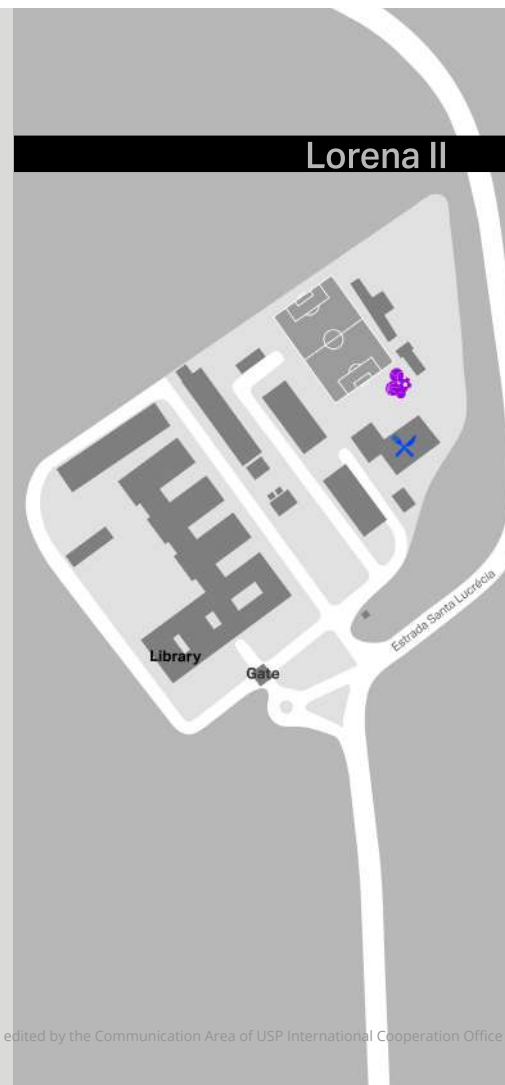 Lorena II
Estrada Santa Lucrécia
Library
Gate
edited by the Communication Area of USP International Cooperation Office